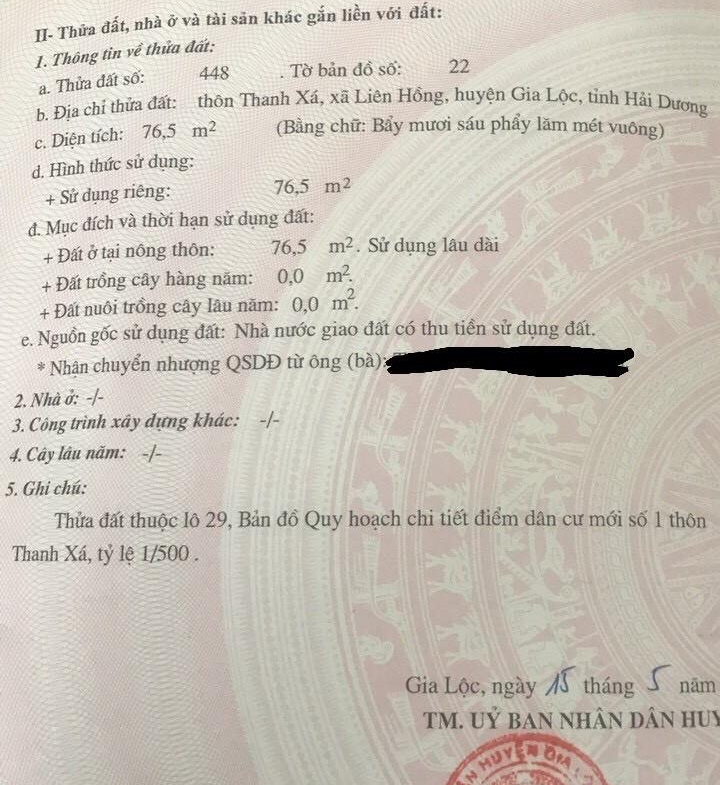 II- Thửa đất, nhà ở và tài sản khác gắn liền với đất:
1. Thông tin về thửa đất:
a. Thửa đất số: 448 . Tờ bản đồ số: 22
b. Địa chỉ thửa đất: thôn Thanh Xá, xã Liên Hồng, huyện Gia Lộc, tỉnh Hải Dương
c. Diện tích: 76,5 m² (Bằng chữ: Bẩy mươi sáu phẩy lăm mét vuông)
d. Hình thức sử dụng:
+ Sử dụng riêng: 76,5 m²
đ. Mục đích và thời hạn sử dụng đất:
+ Đất ở tại nông thôn: 76,5 m². Sử dụng lâu dài
+ Đất trồng cây hàng năm: 0,0 m².
+ Đất nuôi trồng cây lâu năm: 0,0 m².
e. Nguồn gốc sử dụng đất: Nhà nước giao đất có thu tiền sử dụng đất.
* Nhận chuyển nhượng QSDĐ từ ông (bà):
2. Nhà ở: -/-
3. Công trình xây dựng khác: -/-
4. Cây lâu năm: -/-
5. Ghi chú:
Thửa đất thuộc lô 29, Bản đồ Quy hoạch chi tiết điểm dân cư mới số 1 thôn
Thanh Xá, tỷ lệ 1/500 .
Gia Lộc, ngày 15 tháng 5 năm
TM. UỶ BAN NHÂN DÂN HUY
ÂN HUYỆN GIA